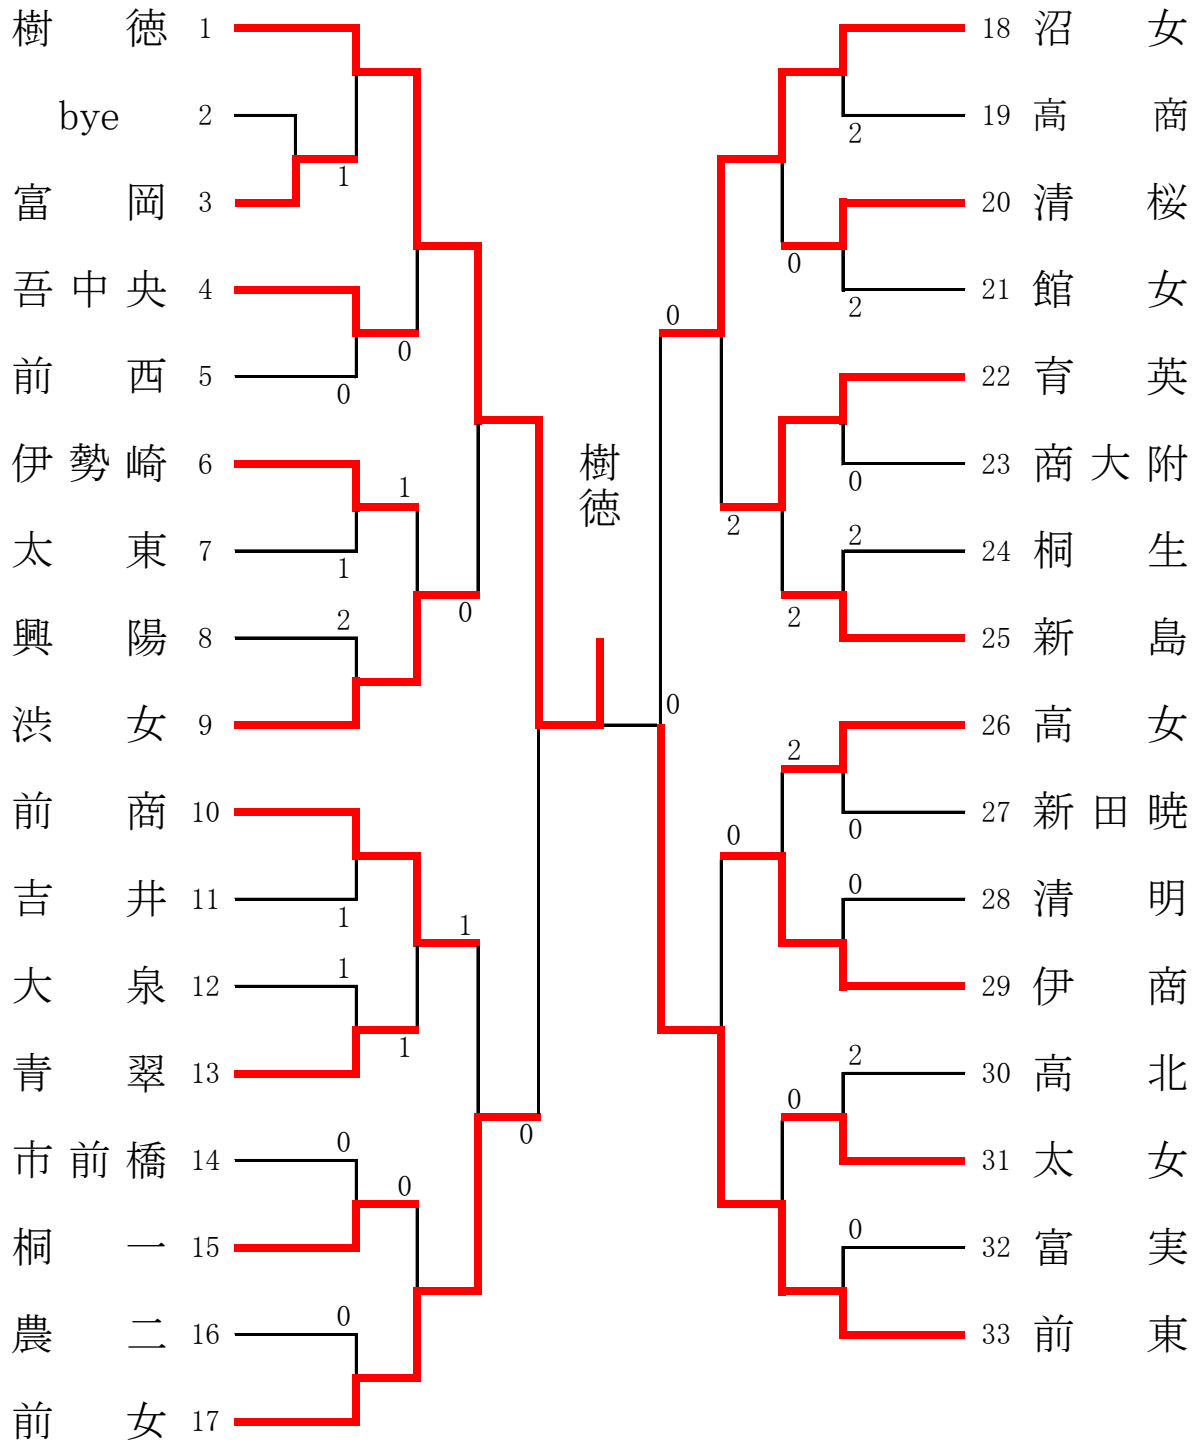 樹徳 1
bye 2
1
富岡 3
吾中央 4
0
前西 5
0
伊勢崎 6
1
太東 7
1
興陽 8
2
0
渋女 9
前商 10
吉井 11
1
1
大泉 12
1
青翠 13
1
市前橋 14
0
0
桐一 15
0
農二 16
0
前女 17
樹徳
0
0
18 沼女
19 高商
2
20 清桜
0
21 館女
2
22 育英
23 商大附
0
2
24 桐生
2
2
25 新島
26 高女
2
27 新田暁
0
0
28 清明
0
29 伊商
30 高北
2
0
31 太女
32 富実
0
33 前東